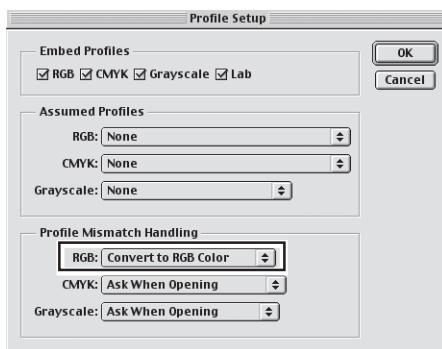 Profile Setup
Embed Profiles
RGB CMYK Grayscale Lab
OK
Cancel
Assumed Profiles
RGB: None
CMYK: None
Grayscale: None
Profile Mismatch Handling
RGB: Convert to RGB Color
CMYK: Ask When Opening
Grayscale: Ask When Opening